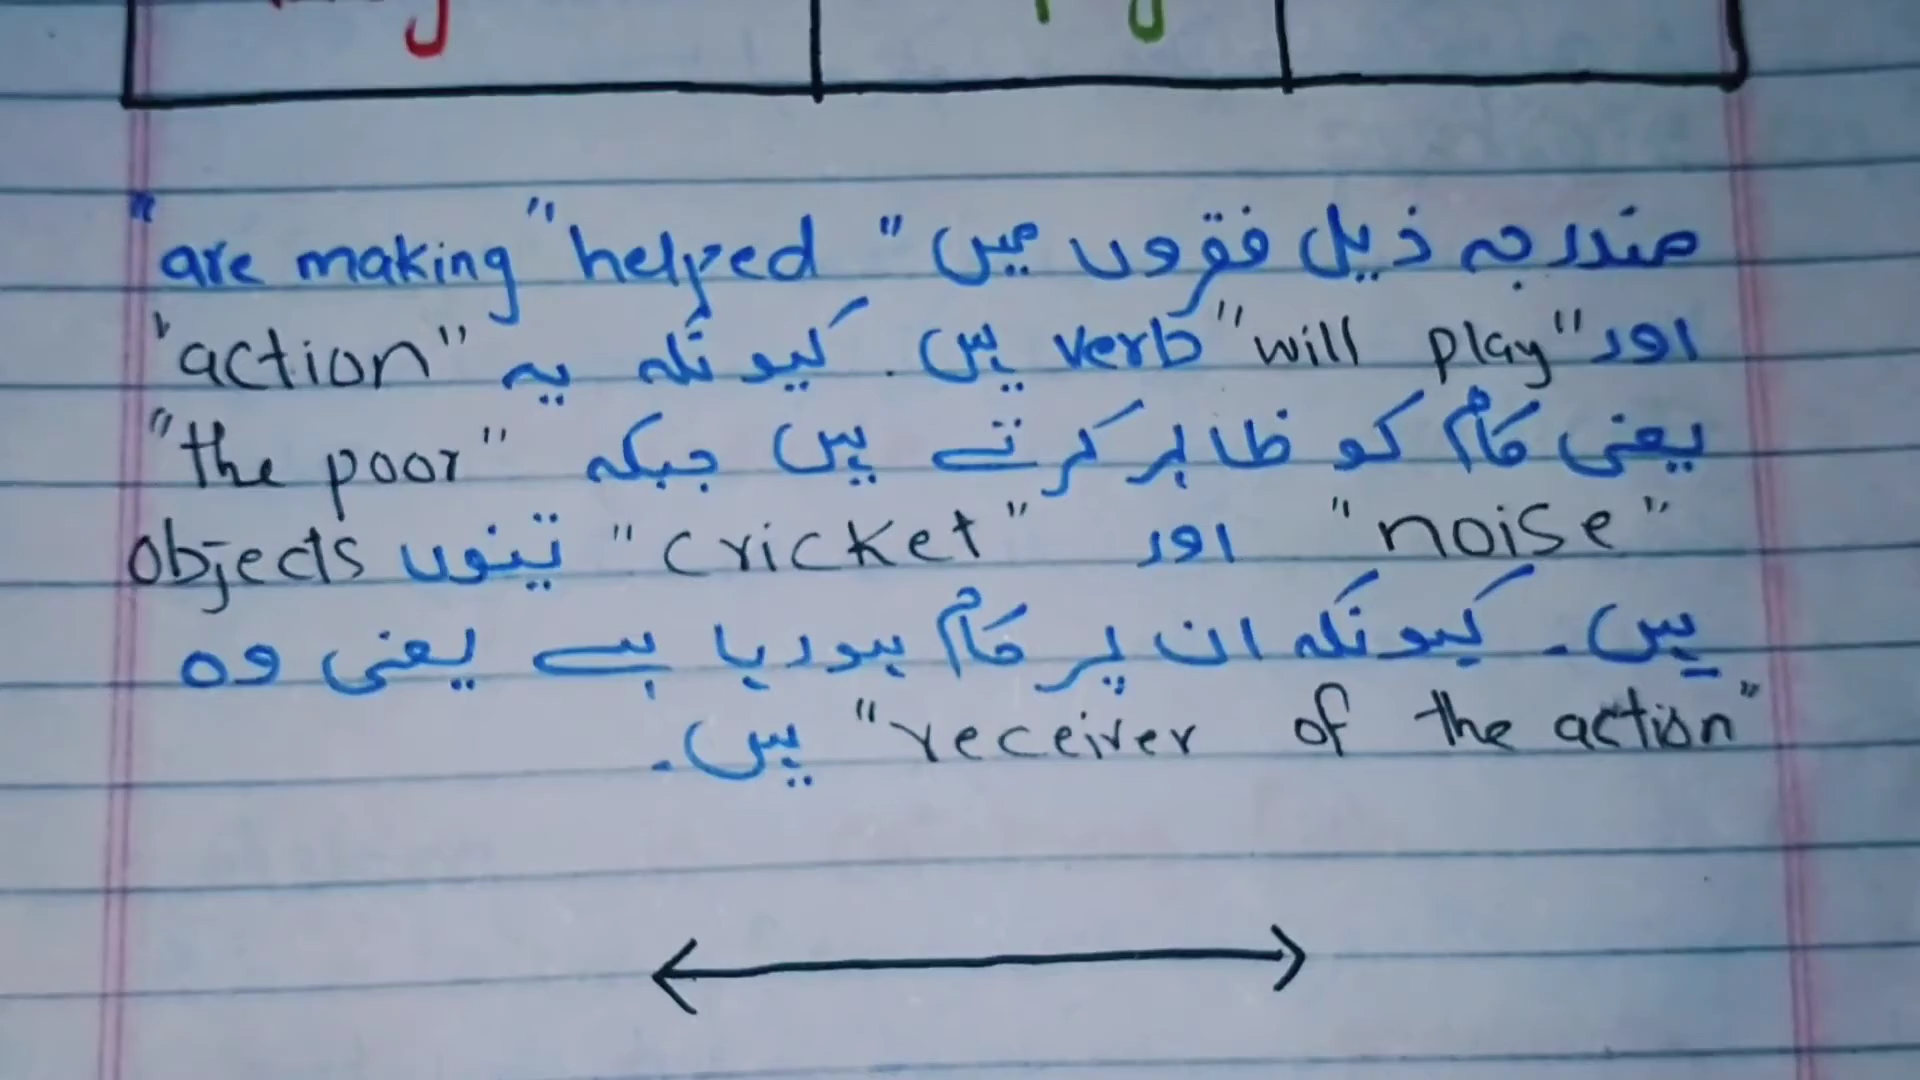 مندرجہ ذیل فقروں میں "helped" "are making"
اور "will play" verb ہیں۔ کیونکہ یہ "action"
یعنی کام کو ظاہر کرتے ہیں جبکہ "the poor"
"noise" اور "cricket" تینوں objects
ہیں۔ کیونکہ ان پر کام ہورہا ہے یعنی وہ
"receiver of the action" ہیں۔